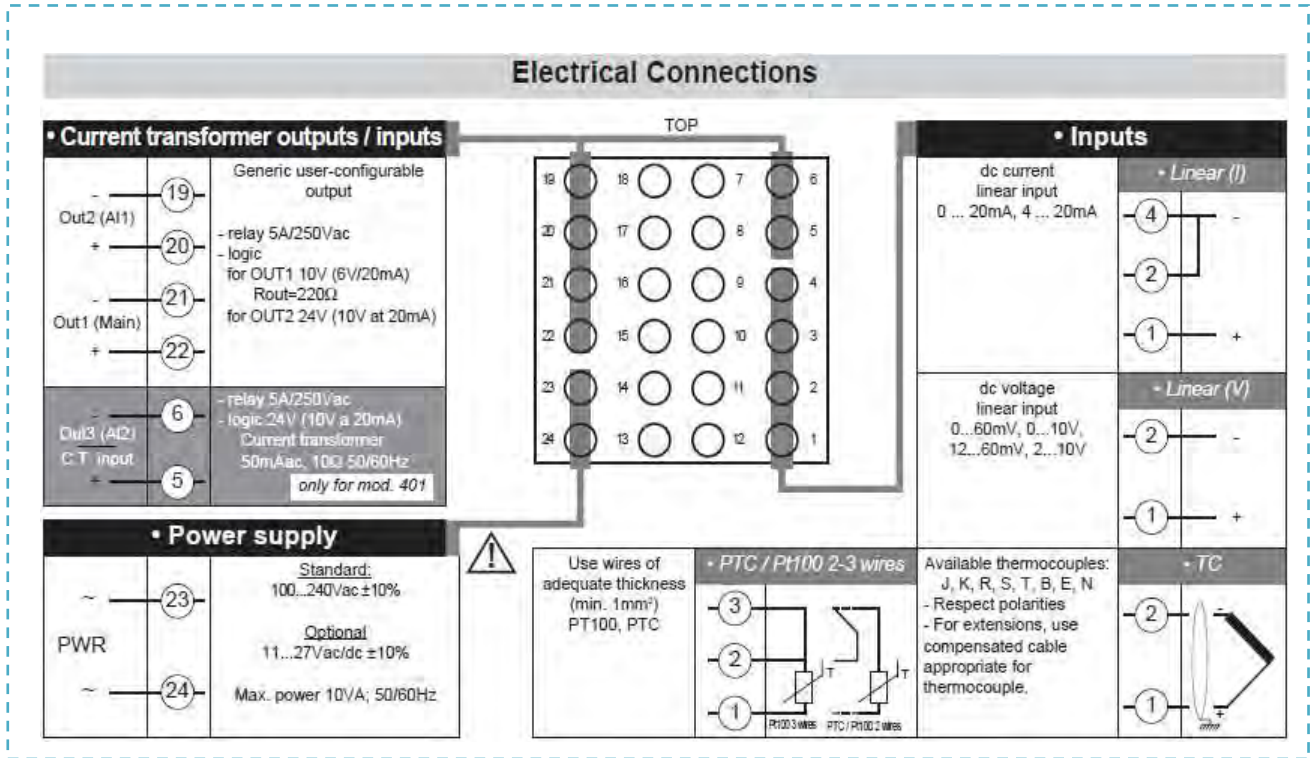 Electrical Connections
• Current transformer outputs / inputs
-
19
Out2 (Al1)
+
20
-
21
Out1 (Main)
+
22
Generic user-configurable
output
- relay 5A/250Vac
- logic
for OUT1 10V (6V/20mA)
Rout=220Ω
for OUT2 24V (10V at 20mA)
-
6
Out3 (Al2)
C.T. input
+
5
- relay 5A/250Vac
- logic 24V (10V a 20mA)
Current transformer
50mAac, 10Ω 50/60Hz
only for mod. 401
• Power supply
~
23
PWR
~
24
Standard:
100...240Vac ±10%
Optional
11...27Vac/dc ±10%
Max. power 10VA; 50/60Hz
TOP
19 18 7 6
20 17 8 5
21 16 9 4
22 15 10 3
23 14 11 2
24 13 12 1
• Inputs
dc current
linear input
0 ... 20mA, 4 ... 20mA
• Linear (I)
4 -
2
1 +
dc voltage
linear input
0...60mV, 0...10V,
12...60mV, 2...10V
• Linear (V)
2 -
1 +
Use wires of
adequate thickness
(min. 1mm²)
PT100, PTC
• PTC / Pt100 2-3 wires
3
2
1
T
T
Pt100 3 wires PTC / Pt100 2 wires
Available thermocouples:
J, K, R, S, T, B, E, N
- Respect polarities
- For extensions, use
compensated cable
appropriate for
thermocouple.
• TC
2 -
1 +